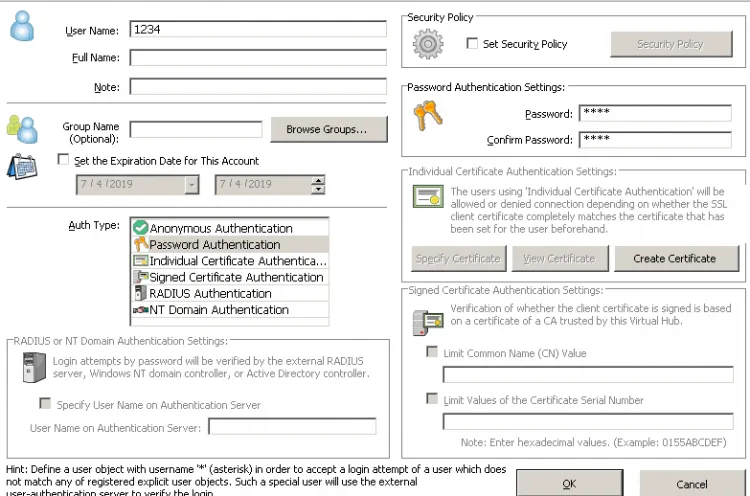 User Name: 1234
Full Name:
Note:
Group Name
(Optional):
Browse Groups...
Set the Expiration Date for This Account
7 / 4 /2019
7 / 4 /2019
Auth Type:
Anonymous Authentication
Password Authentication
Individual Certificate Authentica...
Signed Certificate Authentication
RADIUS Authentication
NT Domain Authentication
RADIUS or NT Domain Authentication Settings:
Login attempts by password will be verified by the external RADIUS
server, Windows NT domain controller, or Active Directory controller.
Specify User Name on Authentication Server
User Name on Authentication Server:
Hint: Define a user object with username '*' (asterisk) in order to accept a login attempt of a user which does
not match any of registered explicit user objects. Such a special user will use the external
user-authentication server to verify the login.
Security Policy
Set Security Policy
Security Policy
Password Authentication Settings:
Password: ****
Confirm Password: ****
Individual Certificate Authentication Settings:
The users using 'Individual Certificate Authentication' will be
allowed or denied connection depending on whether the SSL
client certificate completely matches the certificate that has
been set for the user beforehand.
Specify Certificate
View Certificate
Create Certificate
Signed Certificate Authentication Settings:
Verification of whether the client certificate is signed is based
on a certificate of a CA trusted by this Virtual Hub.
Limit Common Name (CN) Value
Limit Values of the Certificate Serial Number
Note: Enter hexadecimal values. (Example: 0155ABCDEF)
OK
Cancel